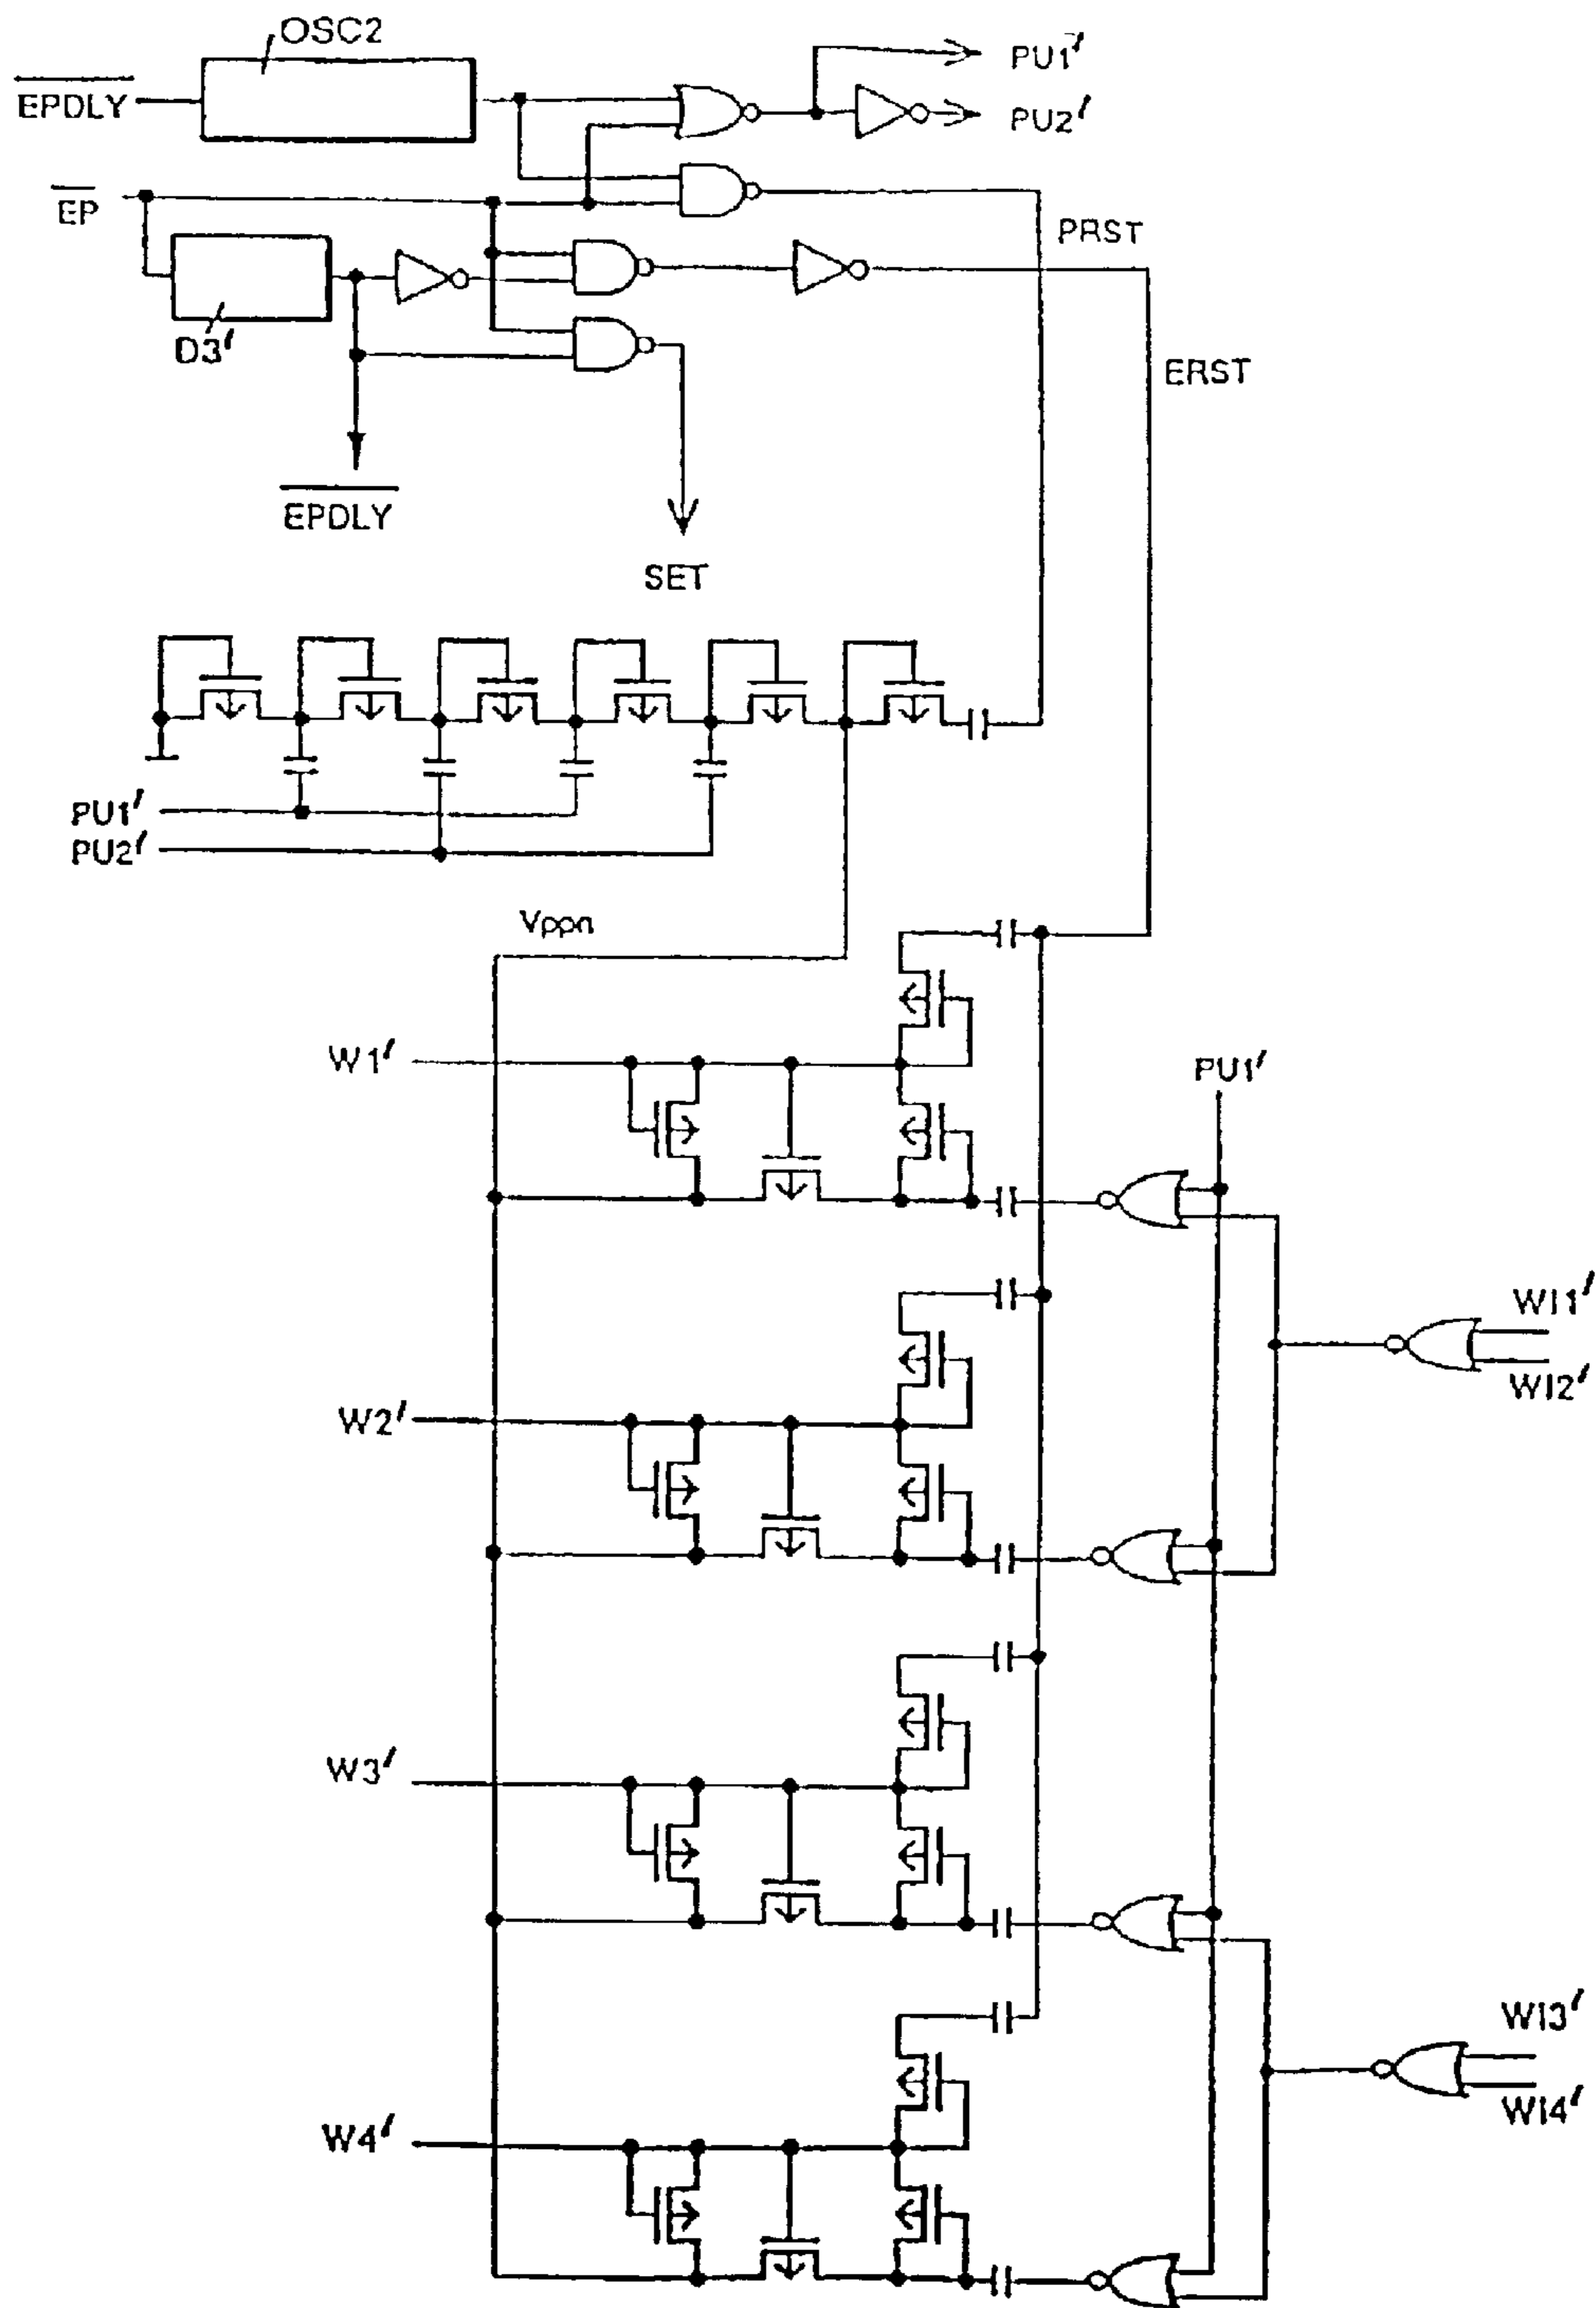 OSC2
PU1′
EPDLY
PU2′
EP
PRST
D3′
ERST
EPDLY
SET
PU1′
PU2′
Vppn
W1′
PU1′
WI1′
WI2′
W2′
W3′
WI3′
WI4′
W4′